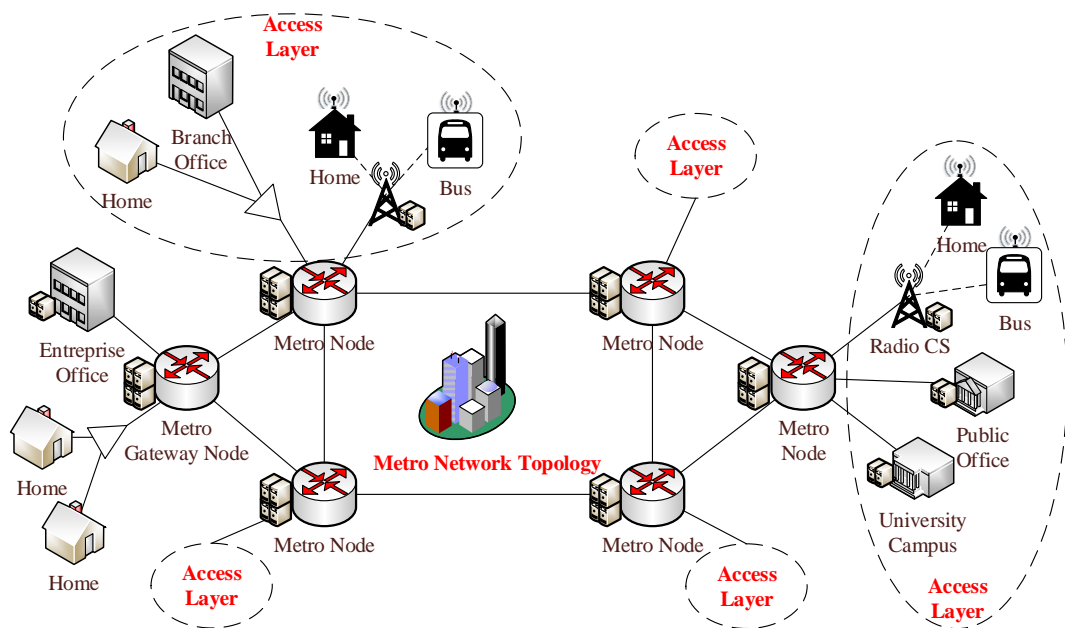 Access
Layer
Branch
Office
Home
Home
Bus
Access
Layer
Home
Bus
Radio CS
Entreprise
Office
Metro Node
Metro Node
Metro
Gateway Node
Metro
Node
Public
Office
Home
Metro Network Topology
University
Campus
Home
Metro Node
Metro Node
Access
Layer
Access
Layer
Access
Layer